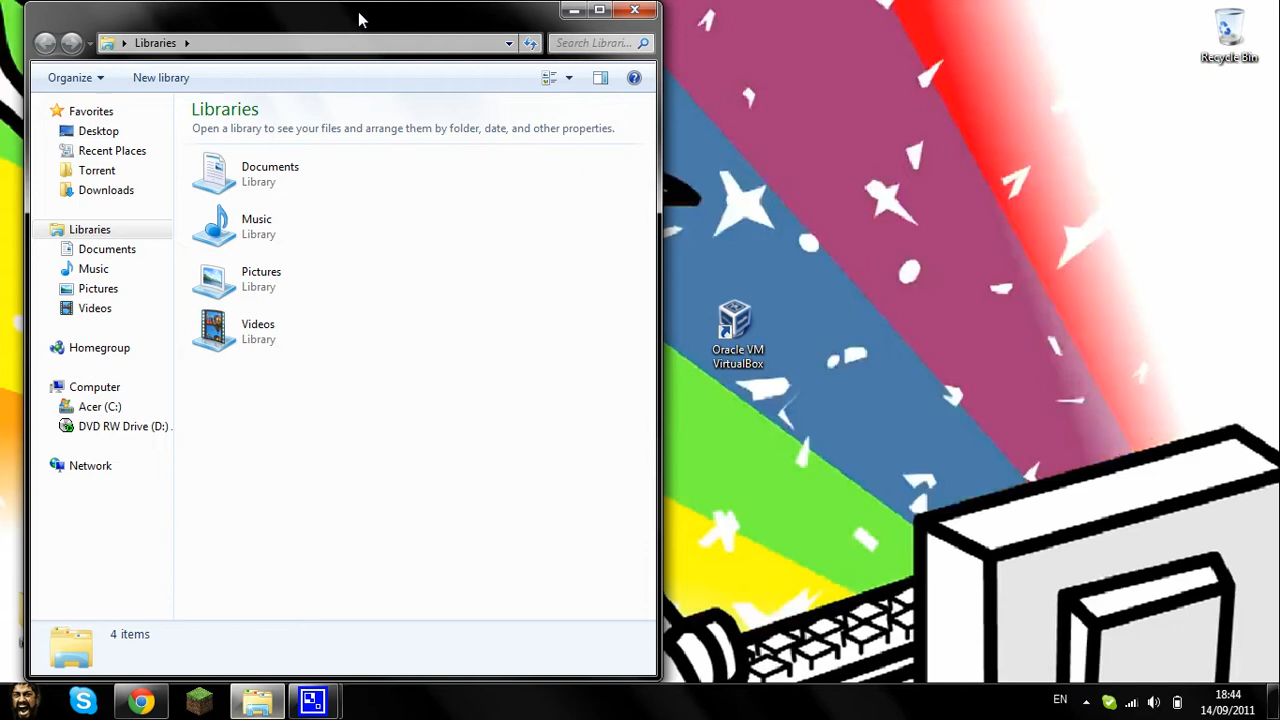 Libraries
Search Librari...
Organize
New library
Favorites
Desktop
Recent Places
Torrent
Downloads
Libraries
Documents
Music
Pictures
Videos
Homegroup
Computer
Acer (C:)
DVD RW Drive (D:) .
Network
Libraries
Open a library to see your files and arrange them by folder, date, and other properties.
Documents
Library
Music
Library
Pictures
Library
Videos
Library
4 items
Recycle Bin
Oracle VM
VirtualBox
EN
18:44
14/09/2011